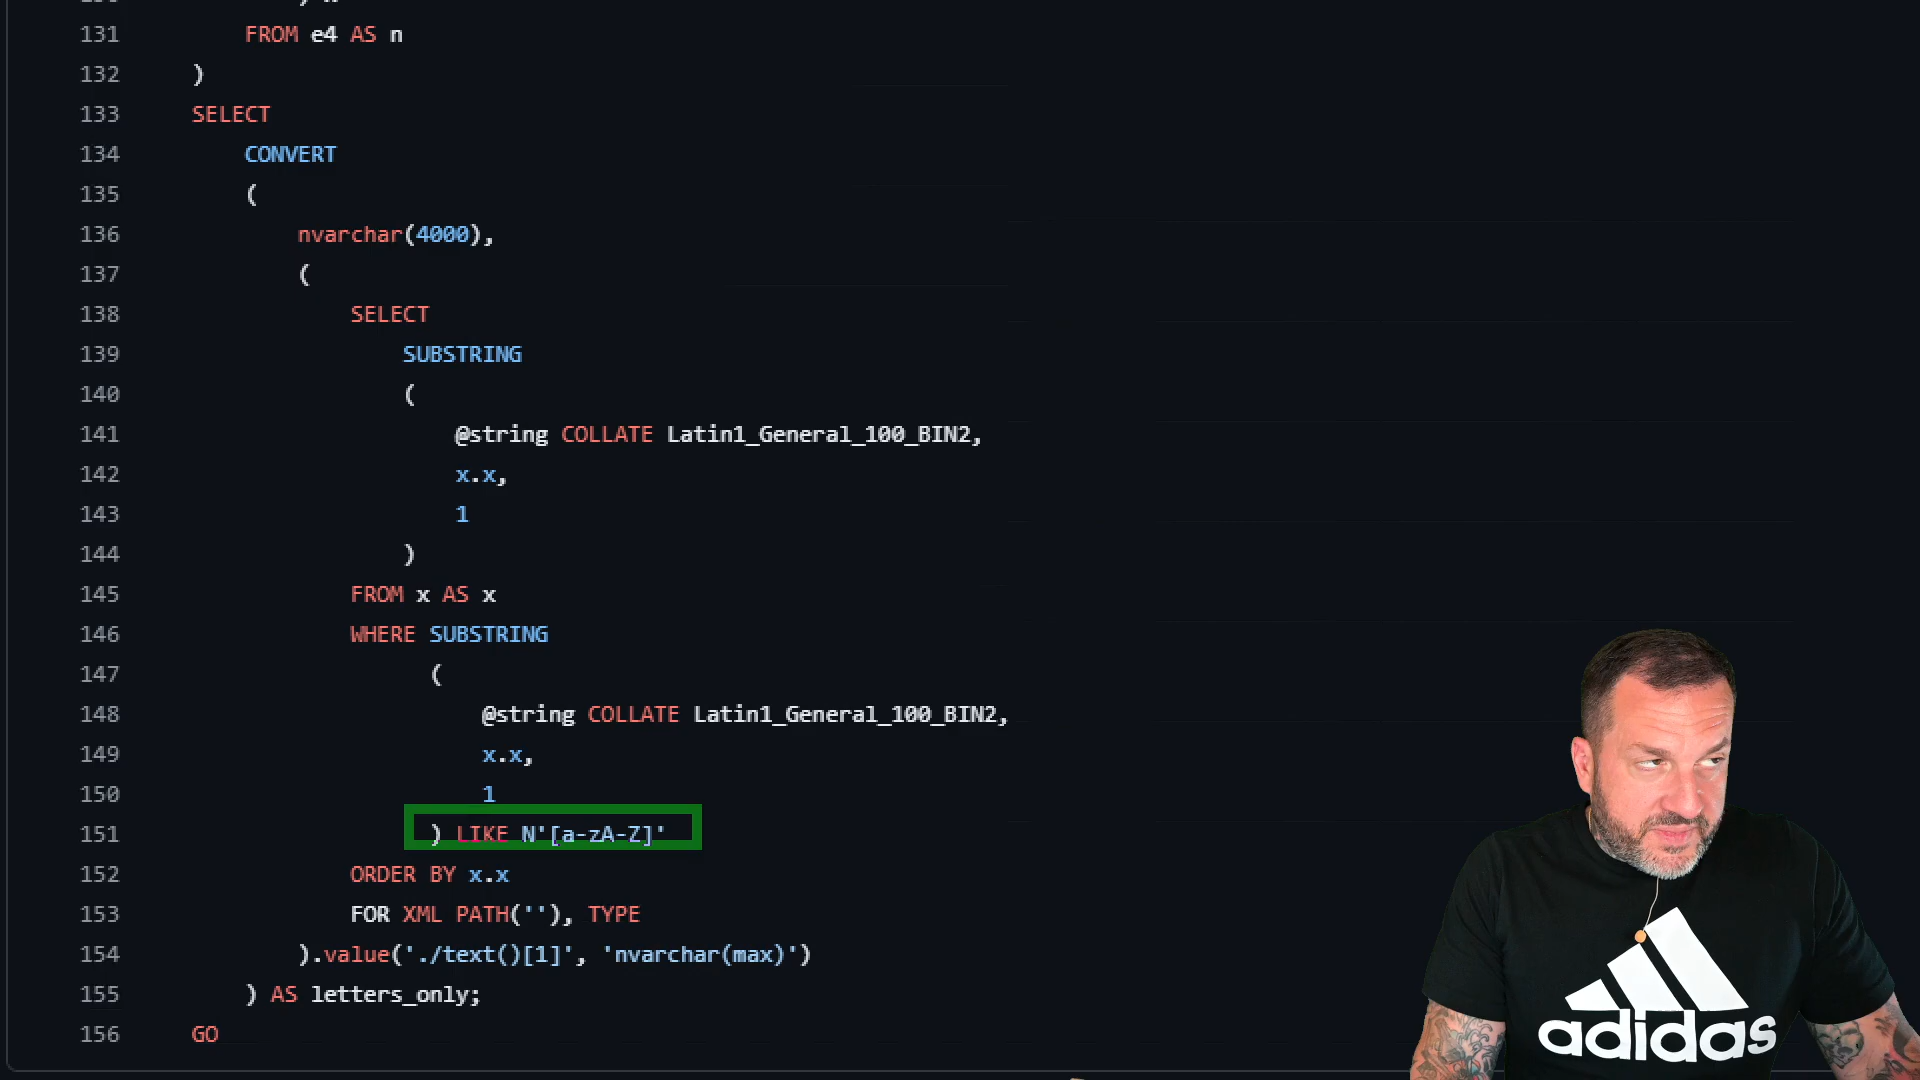 131 FROM e4 AS n
132 )
133 SELECT
134 CONVERT
135 (
136 nvarchar(4000),
137 (
138 SELECT
139 SUBSTRING
140 (
141 @string COLLATE Latin1_General_100_BIN2,
142 x.x,
143 1
144 )
145 FROM x AS x
146 WHERE SUBSTRING
147 (
148 @string COLLATE Latin1_General_100_BIN2,
149 x.x,
150 1
151 ) LIKE N'[a-zA-Z]'
152 ORDER BY x.x
153 FOR XML PATH(''), TYPE
154 ).value('./text()[1]', 'nvarchar(max)')
155 ) AS letters_only;
156 GO
adidas